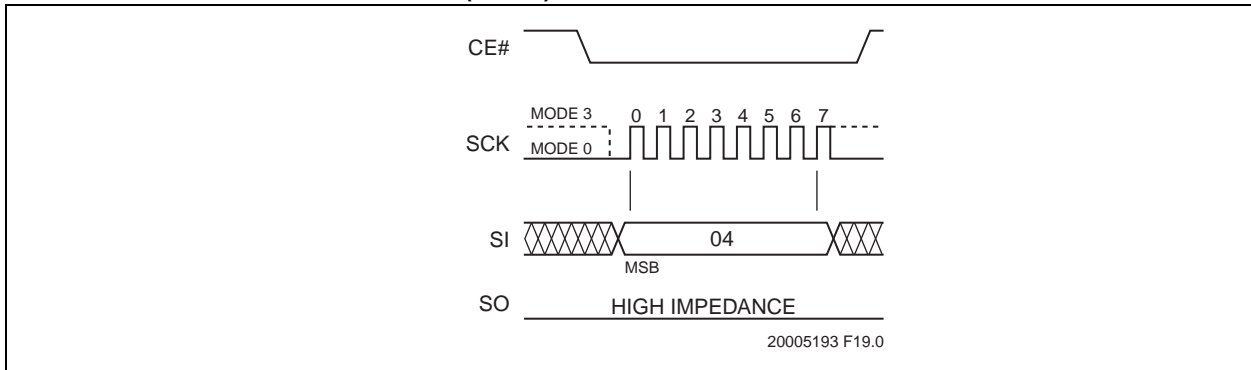 CE#
MODE 3
0 1 2 3 4 5 6 7
SCK
MODE 0
SI
04
MSB
SO
HIGH IMPEDANCE
20005193 F19.0